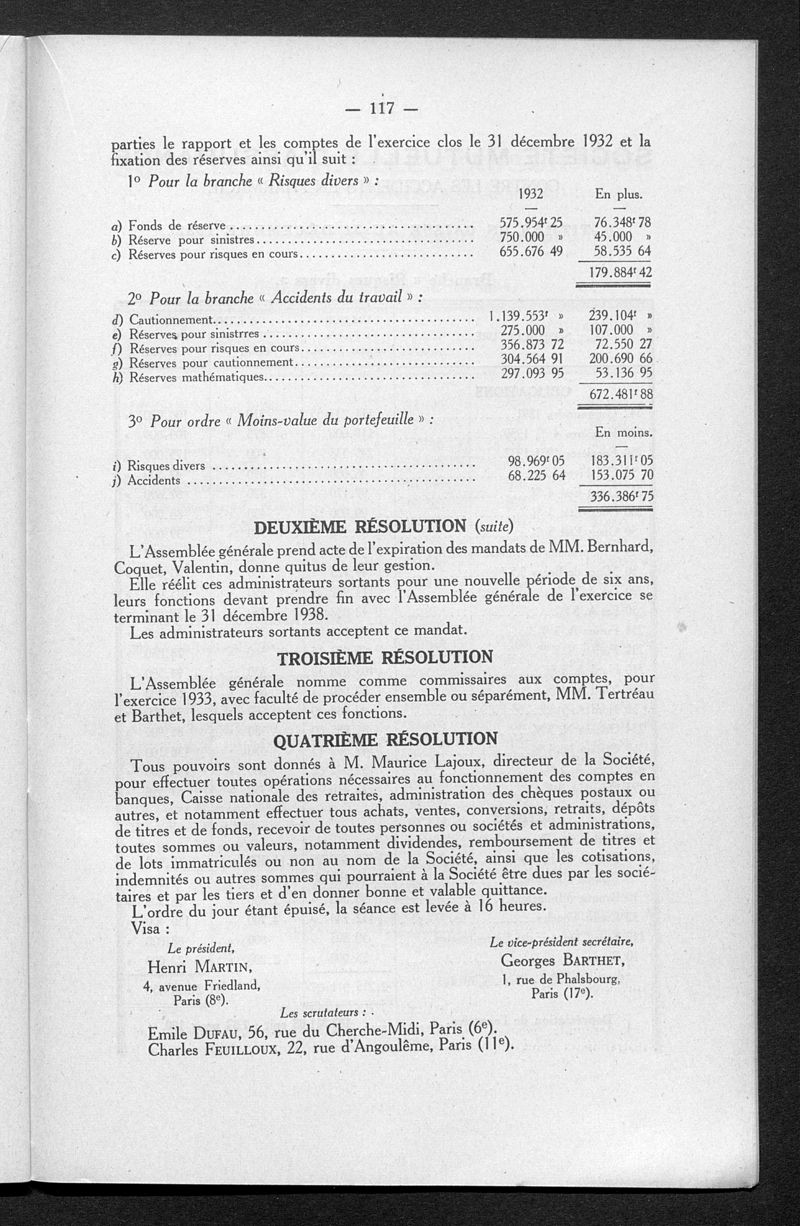 — 117 —
parties le rapport et les comptes de l'exercice clos le 31 décembre 1932 et la
fixation des réserves ainsi qu'il suit :
1º Pour la branche « Risques divers » :
1932 En plus.
a) Fonds de réserve ........ 575.954ᶠ 25 76.348ᶠ 78
b) Réserve pour sinistres ........ 750.000 » 45.000 »
c) Réserves pour risques en cours ........ 655.676 49 58.535 64
179.884ᶠ 42
2º Pour la branche « Accidents du travail » :
d) Cautionnement ........ 1.139.553ᶠ » 239.104ᶠ »
e) Réserves pour sinistrres ........ 275.000 » 107.000 »
f) Réserves pour risques en cours ........ 356.873 72 72.550 27
g) Réserves pour cautionnement ........ 304.564 91 200.690 66
h) Réserves mathématiques ........ 297.093 95 53.136 95
672.481ᶠ 88
3º Pour ordre « Moins-value du portefeuille » :
En moins.
i) Risques divers ........ 98.969ᶠ 05 183.311ᶠ 05
j) Accidents ........ 68.225 64 153.075 70
336.386ᶠ 75
DEUXIÈME RÉSOLUTION (suite)
L'Assemblée générale prend acte de l'expiration des mandats de MM. Bernhard,
Coquet, Valentin, donne quitus de leur gestion.
Elle réélit ces administrateurs sortants pour une nouvelle période de six ans,
leurs fonctions devant prendre fin avec l'Assemblée générale de l'exercice se
terminant le 31 décembre 1938.
Les administrateurs sortants acceptent ce mandat.
TROISIÈME RÉSOLUTION
L'Assemblée générale nomme comme commissaires aux comptes, pour
l'exercice 1933, avec faculté de procéder ensemble ou séparément, MM. Tertréau
et Barthet, lesquels acceptent ces fonctions.
QUATRIÈME RÉSOLUTION
Tous pouvoirs sont donnés à M. Maurice Lajoux, directeur de la Société,
pour effectuer toutes opérations nécessaires au fonctionnement des comptes en
banques, Caisse nationale des retraites, administration des chèques postaux ou
autres, et notamment effectuer tous achats, ventes, conversions, retraits, dépôts
de titres et de fonds, recevoir de toutes personnes ou sociétés et administrations,
toutes sommes ou valeurs, notamment dividendes, remboursement de titres et
de lots immatriculés ou non au nom de la Société, ainsi que les cotisations,
indemnités ou autres sommes qui pourraient à la Société être dues par les socié-
taires et par les tiers et d'en donner bonne et valable quittance.
L'ordre du jour étant épuisé, la séance est levée à 16 heures.
Visa :
Le président,
Henri MARTIN,
4, avenue Friedland,
Paris (8ᵉ).
Le vice-président secrétaire,
Georges BARTHET,
1, rue de Phalsbourg,
Paris (17ᵉ).
Les scrutateurs :
Emile DUFAU, 56, rue du Cherche-Midi, Paris (6ᵉ).
Charles FEUILLOUX, 22, rue d'Angoulême, Paris (11ᵉ).